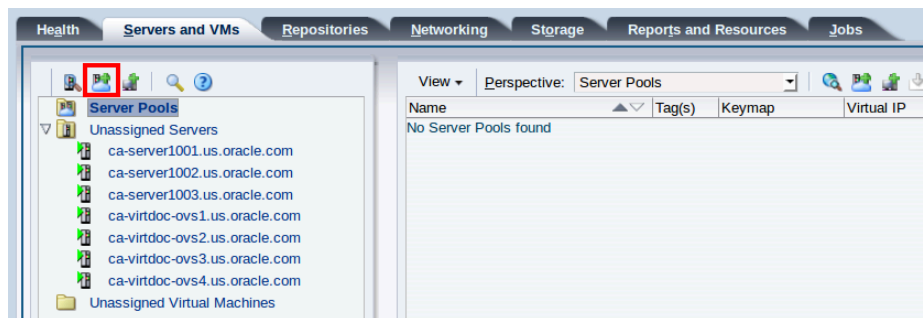 Health Servers and VMs Repositories Networking Storage Reports and Resources Jobs
View Perspective: Server Pools
Server Pools
Unassigned Servers
ca-server1001.us.oracle.com
ca-server1002.us.oracle.com
ca-server1003.us.oracle.com
ca-virtdoc-ovs1.us.oracle.com
ca-virtdoc-ovs2.us.oracle.com
ca-virtdoc-ovs3.us.oracle.com
ca-virtdoc-ovs4.us.oracle.com
Unassigned Virtual Machines
Name Tag(s) Keymap Virtual IP
No Server Pools found